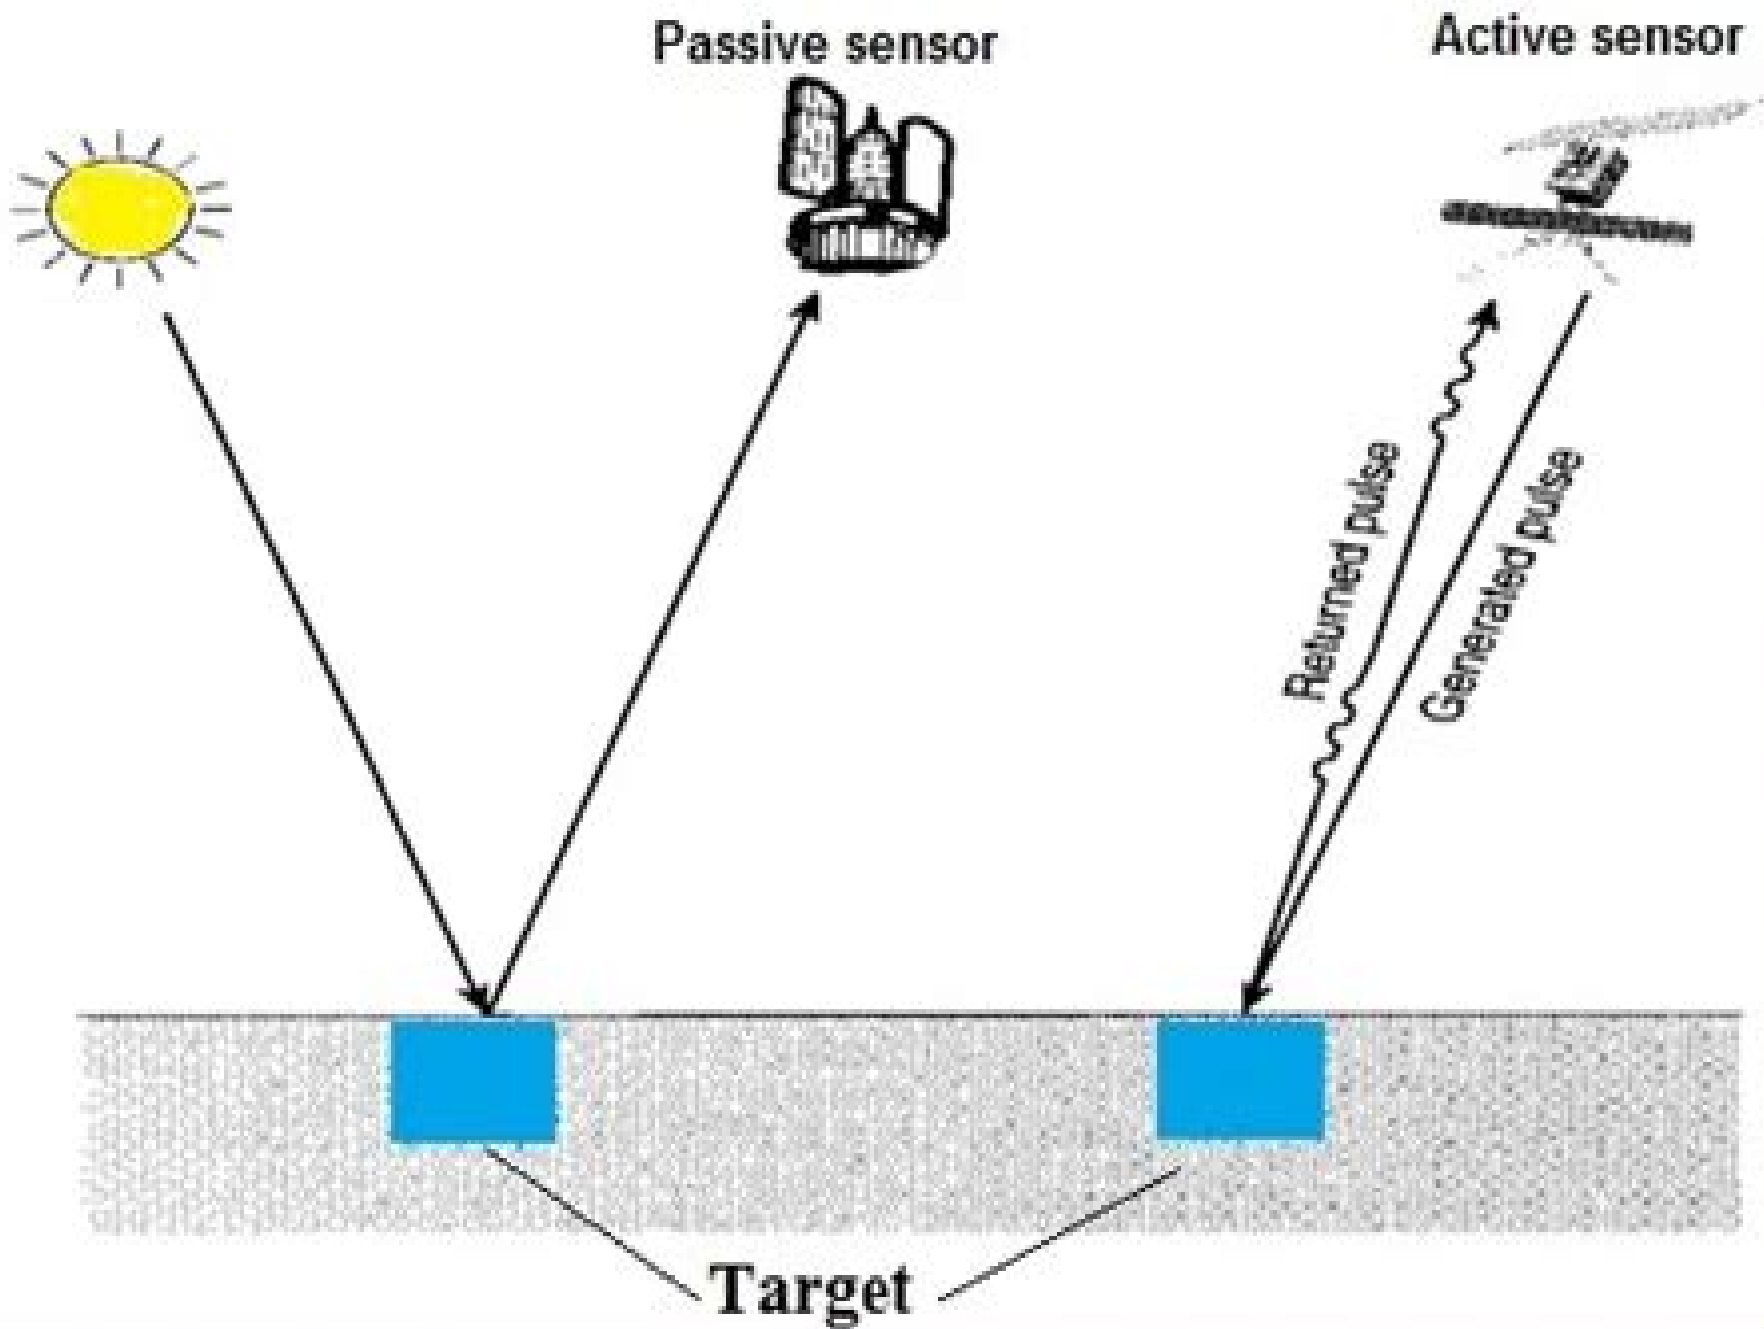 Passive sensor
Active sensor
Returned pulse
Generated pulse
Target